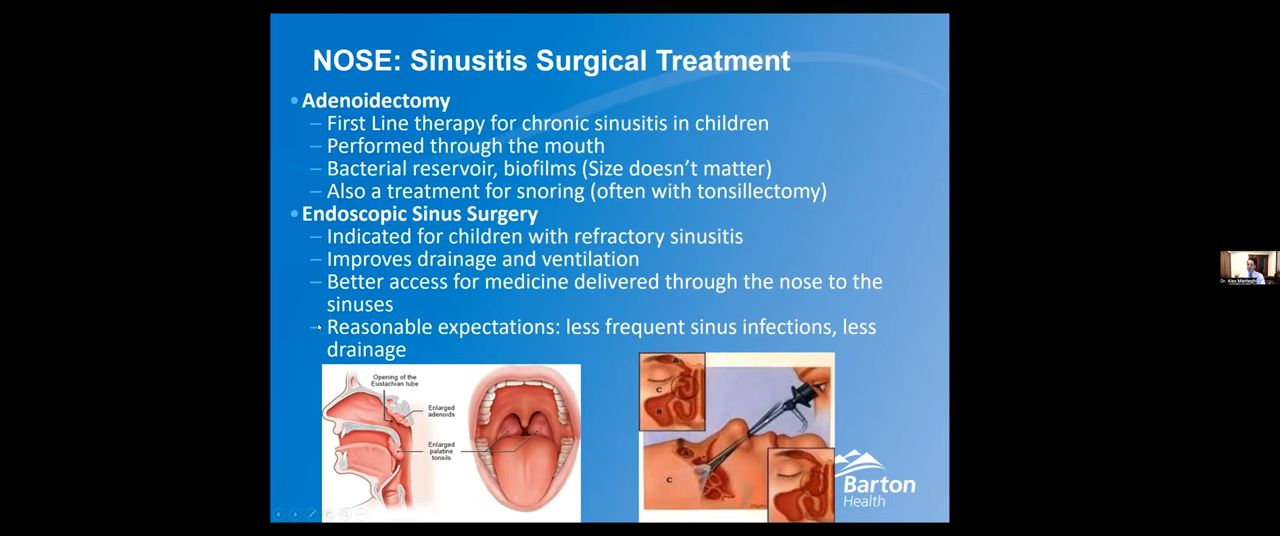 NOSE: Sinusitis Surgical Treatment
•Adenoidectomy
– First Line therapy for chronic sinusitis in children
– Performed through the mouth
– Bacterial reservoir, biofilms (Size doesn’t matter)
– Also a treatment for snoring (often with tonsillectomy)
•Endoscopic Sinus Surgery
– Indicated for children with refractory sinusitis
– Improves drainage and ventilation
– Better access for medicine delivered through the nose to the
sinuses
– Reasonable expectations: less frequent sinus infections, less
drainage
Opening of the
Eustachian tube
Enlarged
adenoids
Enlarged
palatine
tonsils
C
B
C
Barton
Health
Dr. Alex